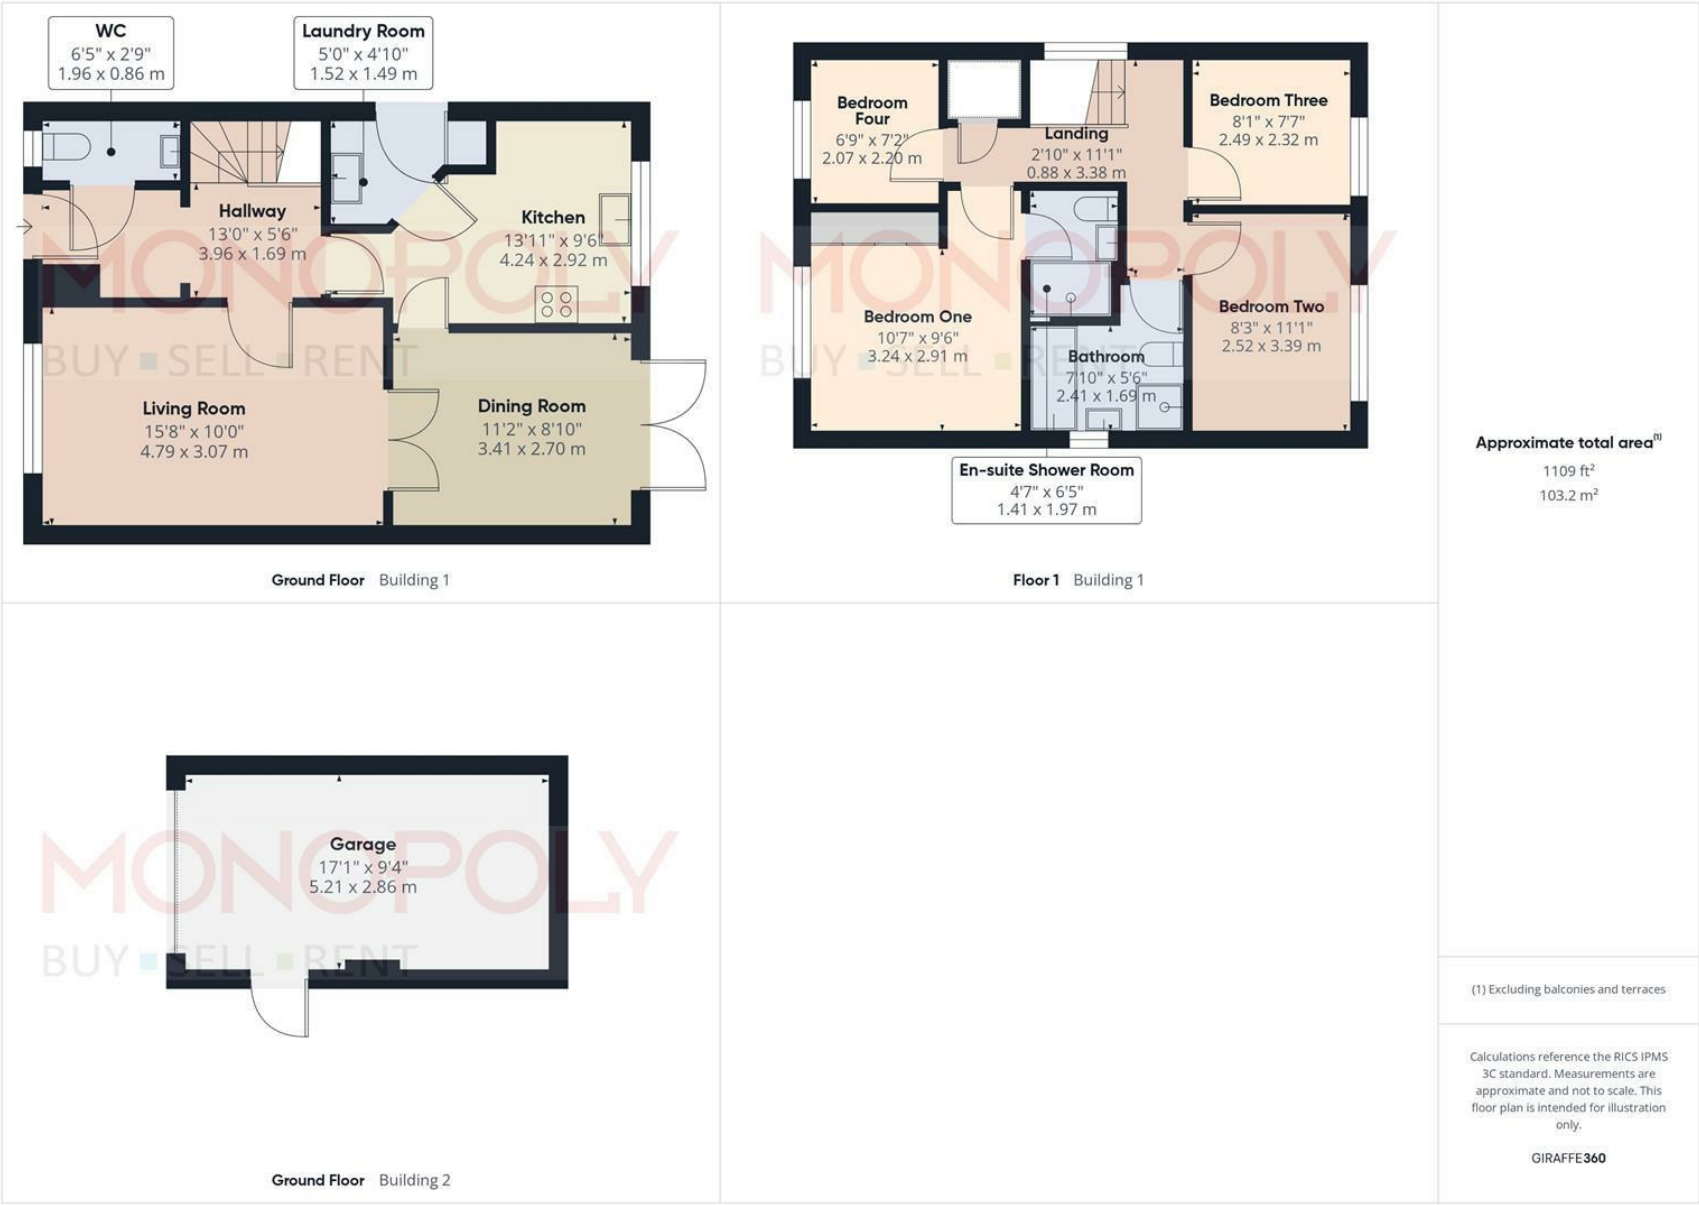 WC
6'5" x 2'9"
1.96 x 0.86 m
Laundry Room
5'0" x 4'10"
1.52 x 1.49 m
Hallway
13'0" x 5'6"
3.96 x 1.69 m
Kitchen
13'11" x 9'6"
4.24 x 2.92 m
MONOPOLY
BUY SELL RENT
Living Room
15'8" x 10'0"
4.79 x 3.07 m
Dining Room
11'2" x 8'10"
3.41 x 2.70 m
Ground Floor Building 1
Bedroom
Four
6'9" x 7'2"
2.07 x 2.20 m
Landing
2'10" x 11'1"
0.88 x 3.38 m
Bedroom Three
8'1" x 7'7"
2.49 x 2.32 m
MONOPOLY
BUY SELL RENT
Bedroom One
10'7" x 9'6"
3.24 x 2.91 m
Bathroom
7'10" x 5'6"
2.41 x 1.69 m
Bedroom Two
8'3" x 11'1"
2.52 x 3.39 m
En-suite Shower Room
4'7" x 6'5"
1.41 x 1.97 m
Floor 1 Building 1
Garage
17'1" x 9'4"
5.21 x 2.86 m
MONOPOLY
BUY SELL RENT
Ground Floor Building 2
Approximate total area(1)
1109 ft²
103.2 m²
(1) Excluding balconies and terraces
Calculations reference the RICS IPMS
3C standard. Measurements are
approximate and not to scale. This
floor plan is intended for illustration
only.
GIRAFFE360